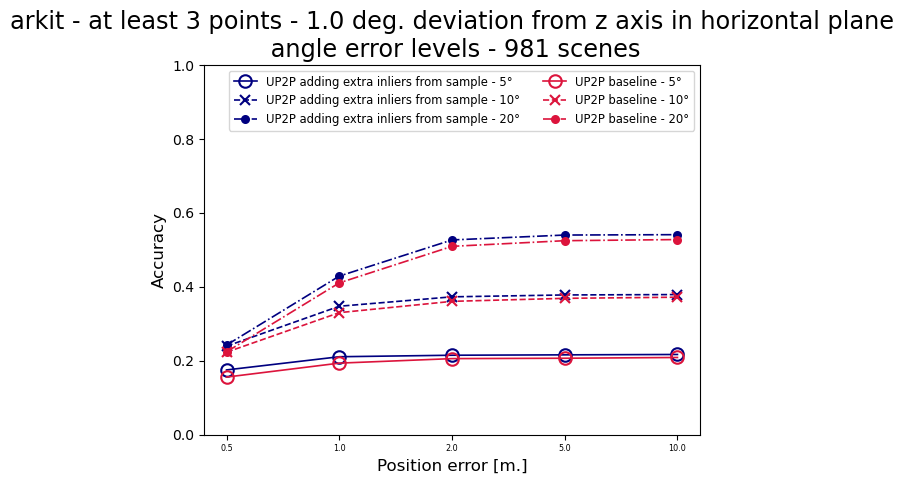 arkit - at least 3 points - 1.0 deg. deviation from z axis in horizontal plane
angle error levels - 981 scenes
UP2P adding extra inliers from sample - 5°
UP2P adding extra inliers from sample - 10°
UP2P adding extra inliers from sample - 20°
UP2P baseline - 5°
UP2P baseline - 10°
UP2P baseline - 20°
1.0
0.8
0.6
0.4
0.2
0.0
Accuracy
0.5 1.0 2.0 5.0 10.0
Position error [m.]